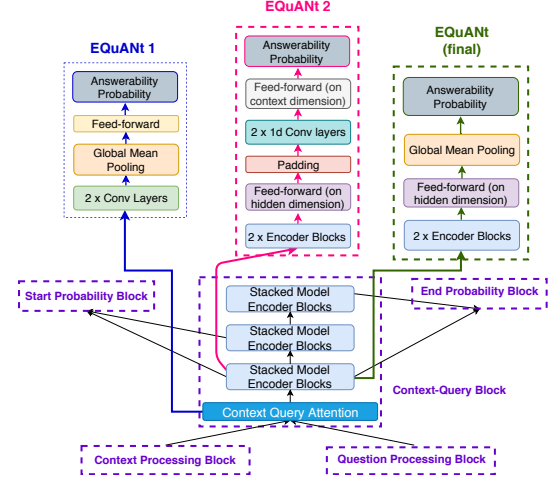 EQuANt 1
Answerability
Probability
Feed-forward
Global Mean
Pooling
2 x Conv Layers
EQuANt 2
Answerability
Probability
Feed-forward (on
context dimension)
2 x 1d Conv layers
Padding
Feed-forward (on
hidden dimension)
2 x Encoder Blocks
EQuANt
(final)
Answerability
Probability
Global Mean Pooling
Feed-forward (on
hidden dimension)
2 x Encoder Blocks
Start Probability Block
End Probability Block
Stacked Model
Encoder Blocks
Stacked Model
Encoder Blocks
Stacked Model
Encoder Blocks
Context-Query Block
Context Query Attention
Context Processing Block
Question Processing Block